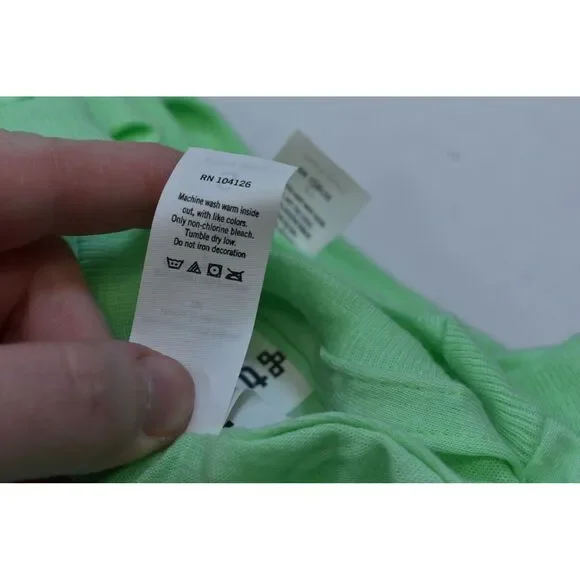 RN 104126
Machine wash warm inside
out, with like colors.
Only non-chlorine bleach.
Tumble dry low.
Do not iron decoration